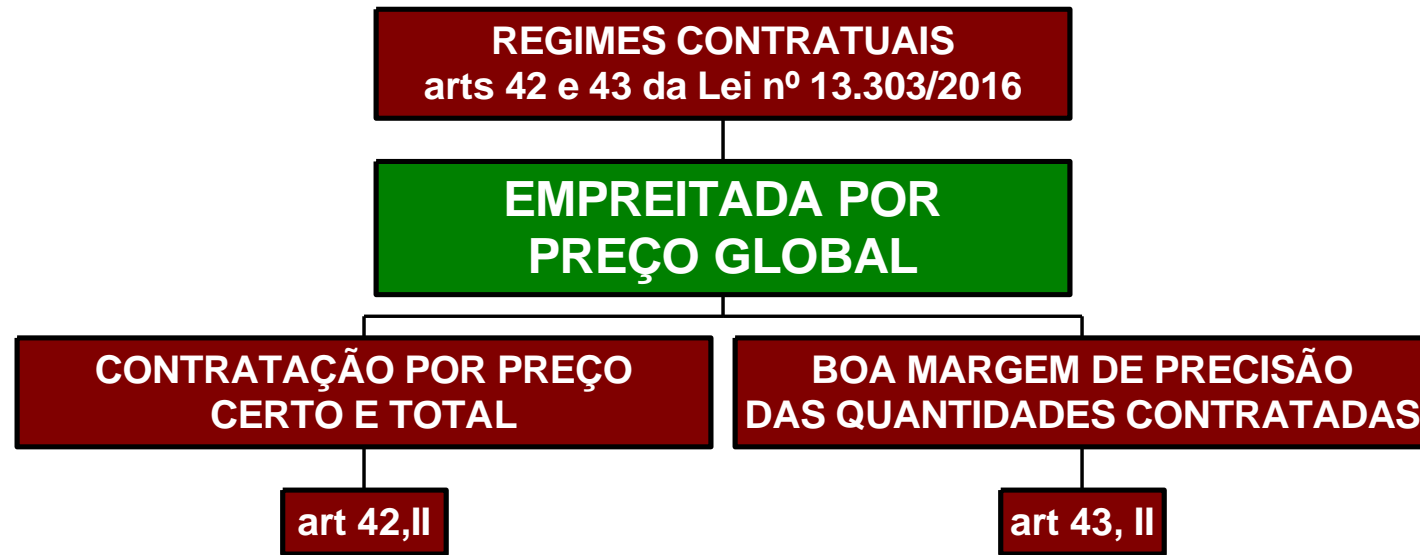 REGIMES CONTRATUAIS
arts 42 e 43 da Lei nº 13.303/2016
EMPREITADA POR
PREÇO GLOBAL
CONTRATAÇÃO POR PREÇO
CERTO E TOTAL
BOA MARGEM DE PRECISÃO
DAS QUANTIDADES CONTRATADAS
art 42,II
art 43, II